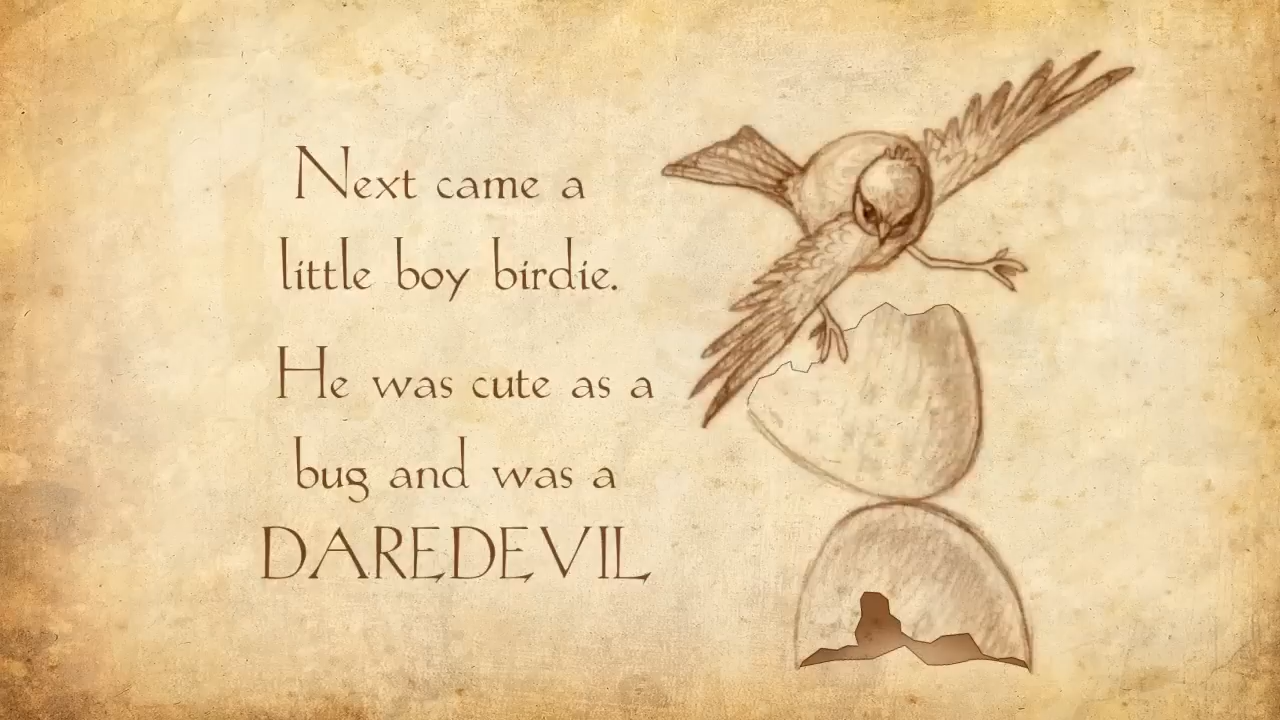 Next came a
little boy birdie.
He was cute as a
bug and was a
DAREDEVIL